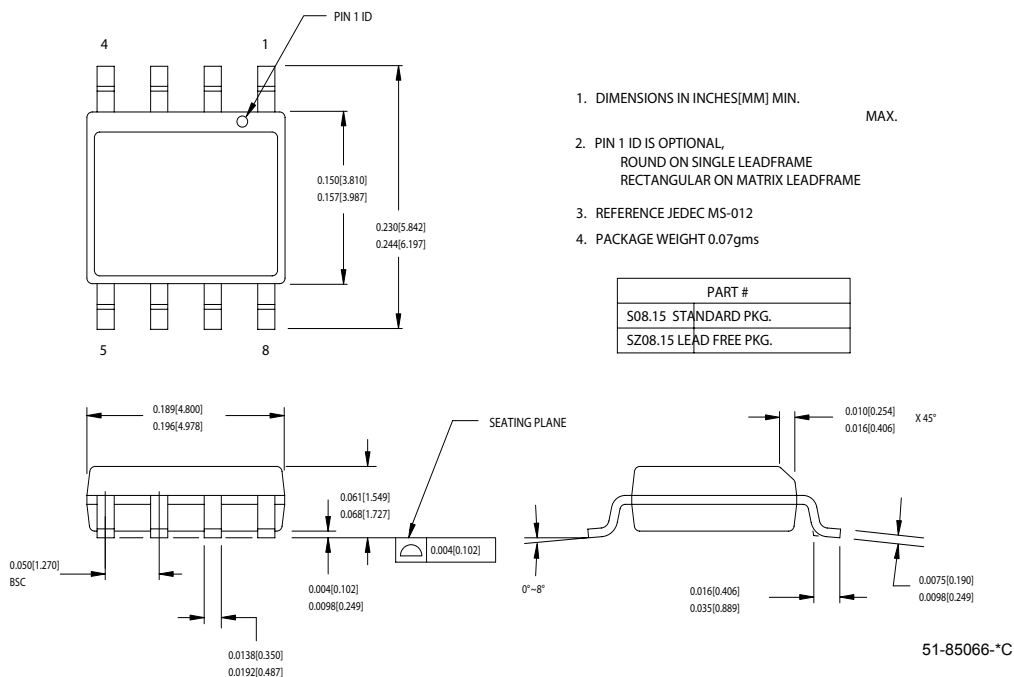 PIN 1 ID
4
1
0.150[3.810]
0.157[3.987]
0.230[5.842]
0.244[6.197]
5
8
1. DIMENSIONS IN INCHES[MM] MIN.
MAX.
2. PIN 1 ID IS OPTIONAL,
ROUND ON SINGLE LEADFRAME
RECTANGULAR ON MATRIX LEADFRAME
3. REFERENCE JEDEC MS-012
4. PACKAGE WEIGHT 0.07gms
PART #
S08.15 STANDARD PKG.
SZ08.15 LEAD FREE PKG.
0.189[4.800]
0.196[4.978]
SEATING PLANE
0.061[1.549]
0.068[1.727]
0.004[0.102]
0.050[1.270]
BSC
0.004[0.102]
0.0098[0.249]
0.0138[0.350]
0.0192[0.487]
0.010[0.254]
0.016[0.406]
X 45°
0°~8°
0.016[0.406]
0.035[0.889]
0.0075[0.190]
0.0098[0.249]
51-85066-*C